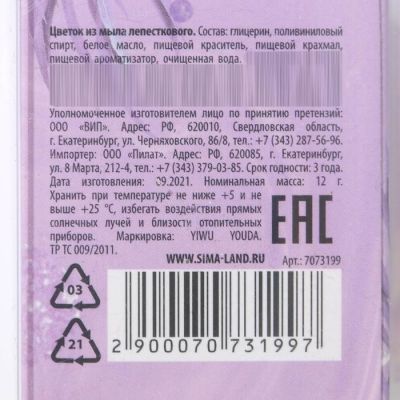 Цветок из мыла лепесткового. Состав: глицерин, поливиниловый
спирт, белое масло, пищевой краситель, пищевой крахмал,
пищевой ароматизатор, очищенная вода.
Уполномоченное изготовителем лицо по принятию претензий:
ООО «ВИП». Адрес: РФ, 620010, Свердловская область,
г. Екатеринбург, ул. Черняховского, 86/8, тел.: +7 (343) 287-56-96.
Импортер: ООО «Пилат». Адрес: РФ, 620085, г. Екатеринбург,
ул. 8 Марта, 212-4, тел.:+7 (343) 379-03-85. Срок годности: 3 года.
Дата изготовления: 09.2021. Номинальная масса: 12 г.
Хранить при температуре не ниже +5 и не
выше +25 °С, избегать воздействия прямых
солнечных лучей и близости отопительных
приборов. Маркировка: YIWU YOUDA.
ТР ТС 009/2011.
ЕАС
WWW.SIMA-LAND.RU
Арт.: 7073199
03
21
2 900070 731997